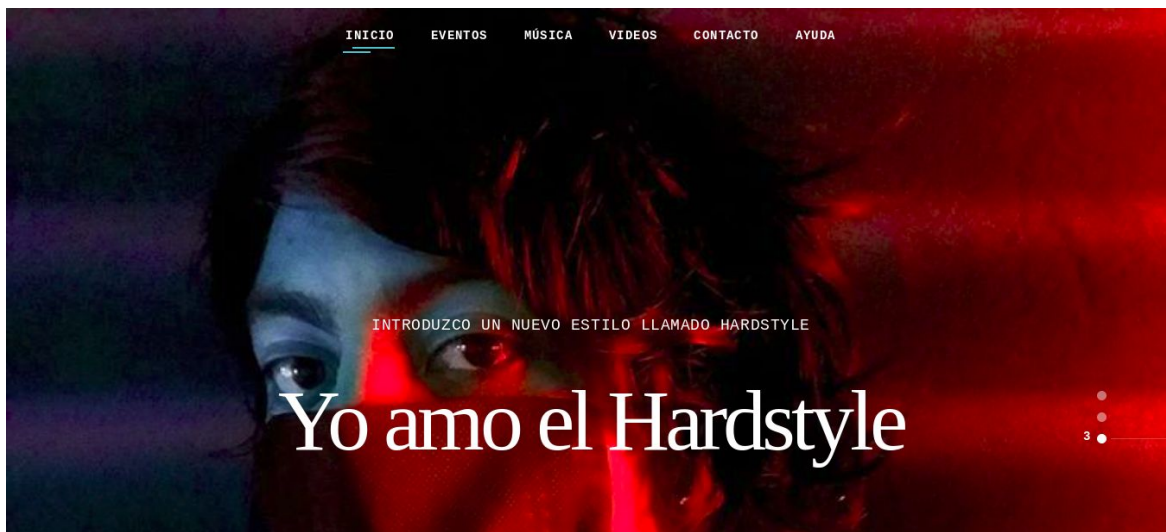 INICIO EVENTOS MÚSICA VIDEOS CONTACTO AYUDA
INTRODUZCO UN NUEVO ESTILO LLAMADO HARDSTYLE
Yo amo el Hardstyle
3